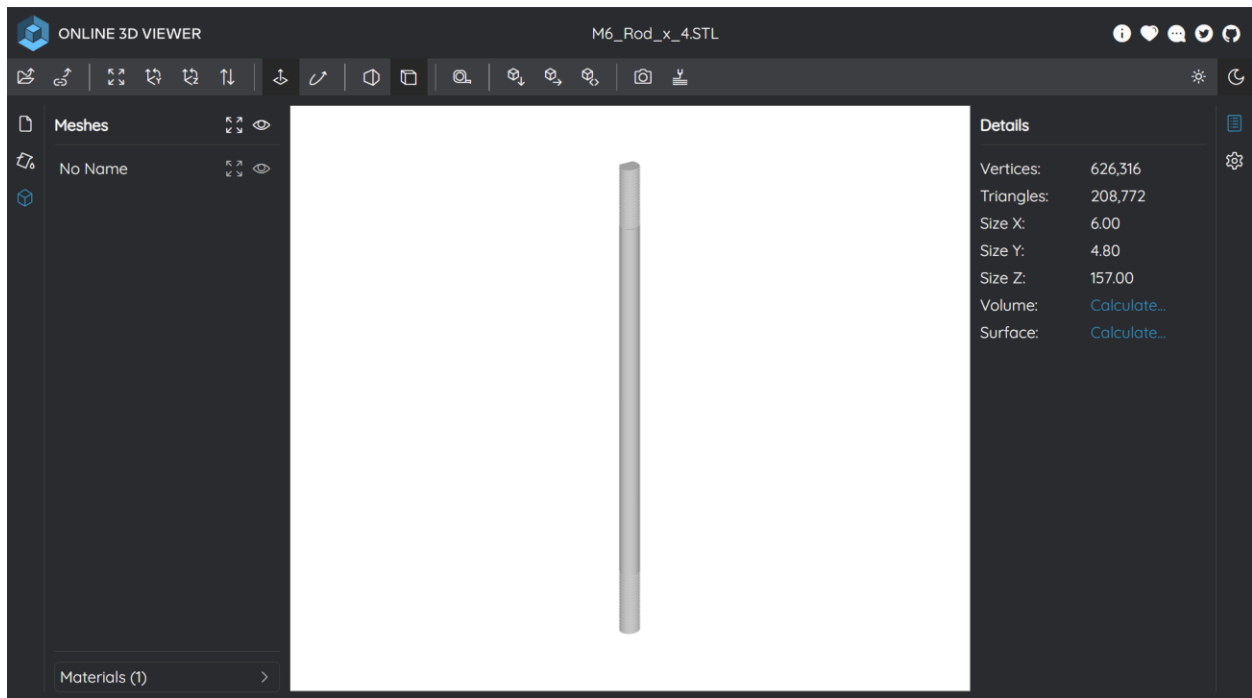 ONLINE 3D VIEWER
M6_Rod_x_4.STL
Meshes
No Name
Materials (1)
Details
Vertices: 626,316
Triangles: 208,772
Size X: 6.00
Size Y: 4.80
Size Z: 157.00
Volume: Calculate...
Surface: Calculate...